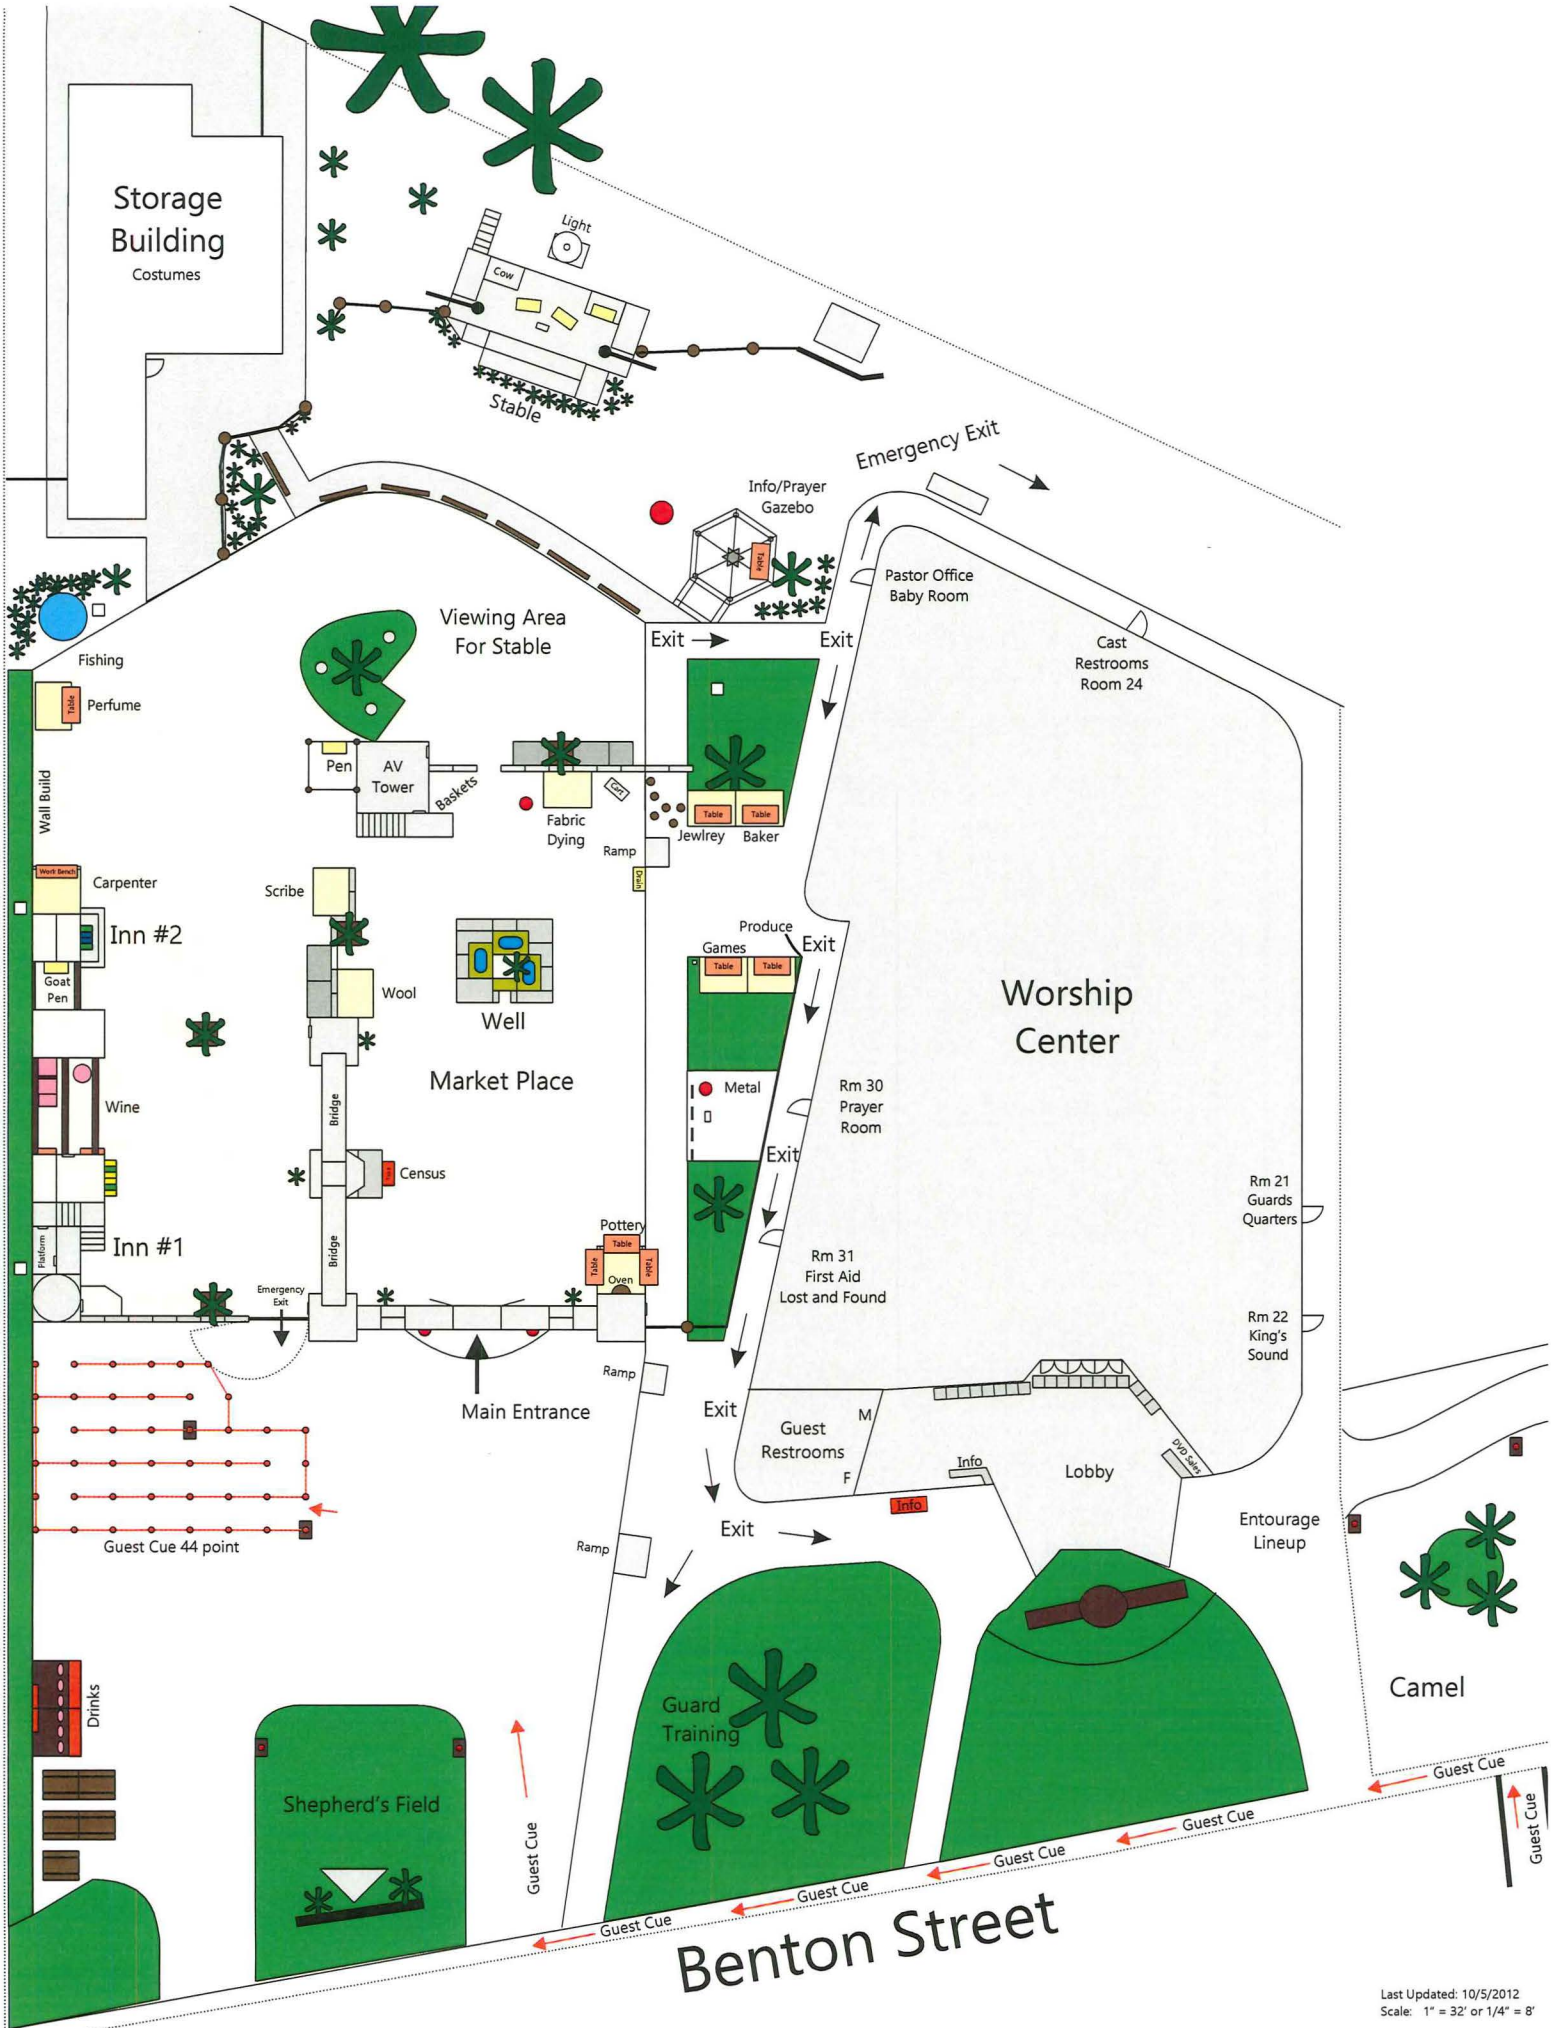 Storage
Building
Costumes
Light
Cow
Stable
Emergency Exit
Info/Prayer
Gazebo
Table
Pastor Office
Baby Room
Cast
Restrooms
Room 24
Viewing Area
For Stable
Exit
Exit
Fishing
Table
Perfume
Wall Build
Pen
AV
Tower
Baskets
Cart
Fabric
Dying
Table
Table
Jewlrey
Baker
Ramp
Drain
Work Bench
Carpenter
Scribe
Inn #2
Goat
Pen
Wool
Well
Produce
Games
Exit
Table
Table
Worship
Center
Market Place
Metal
Wine
Bridge
Rm 30
Prayer
Room
Exit
Census
Rm 21
Guards
Quarters
Pottery
Table
Table
Table
Oven
Platform
Inn #1
Bridge
Rm 31
First Aid
Lost and Found
Emergency
Exit
Rm 22
King's
Sound
Ramp
Main Entrance
Exit
Guest
Restrooms
M
F
Info
Info
Lobby
DVD Sales
Entourage
Lineup
Exit
Guest Cue 44 point
Ramp
Drinks
Guard
Training
Camel
Shepherd's Field
Guest Cue
Guest Cue
Guest Cue
Guest Cue
Guest Cue
Guest Cue
Guest Cue
Benton Street
Last Updated: 10/5/2012
Scale: 1" = 32' or 1/4" = 8'